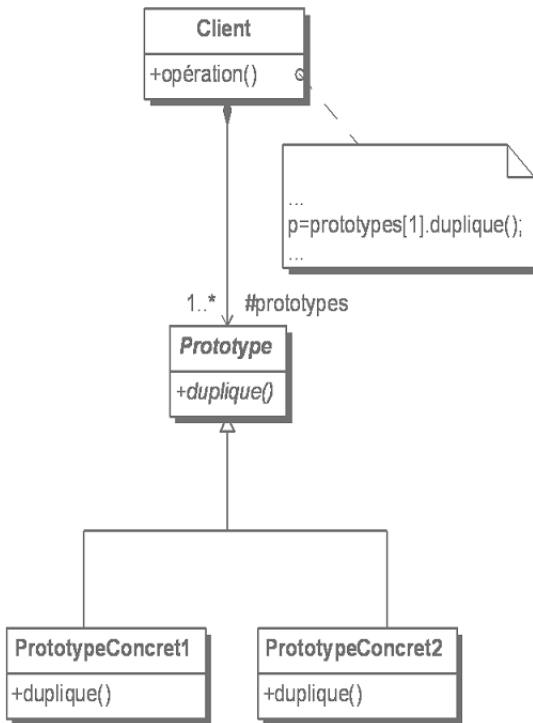 Client
+opération()
...
p=prototypes[1].duplique();
...
1..* #prototypes
Prototype
+duplique()
PrototypeConcret1
+duplique()
PrototypeConcret2
+duplique()